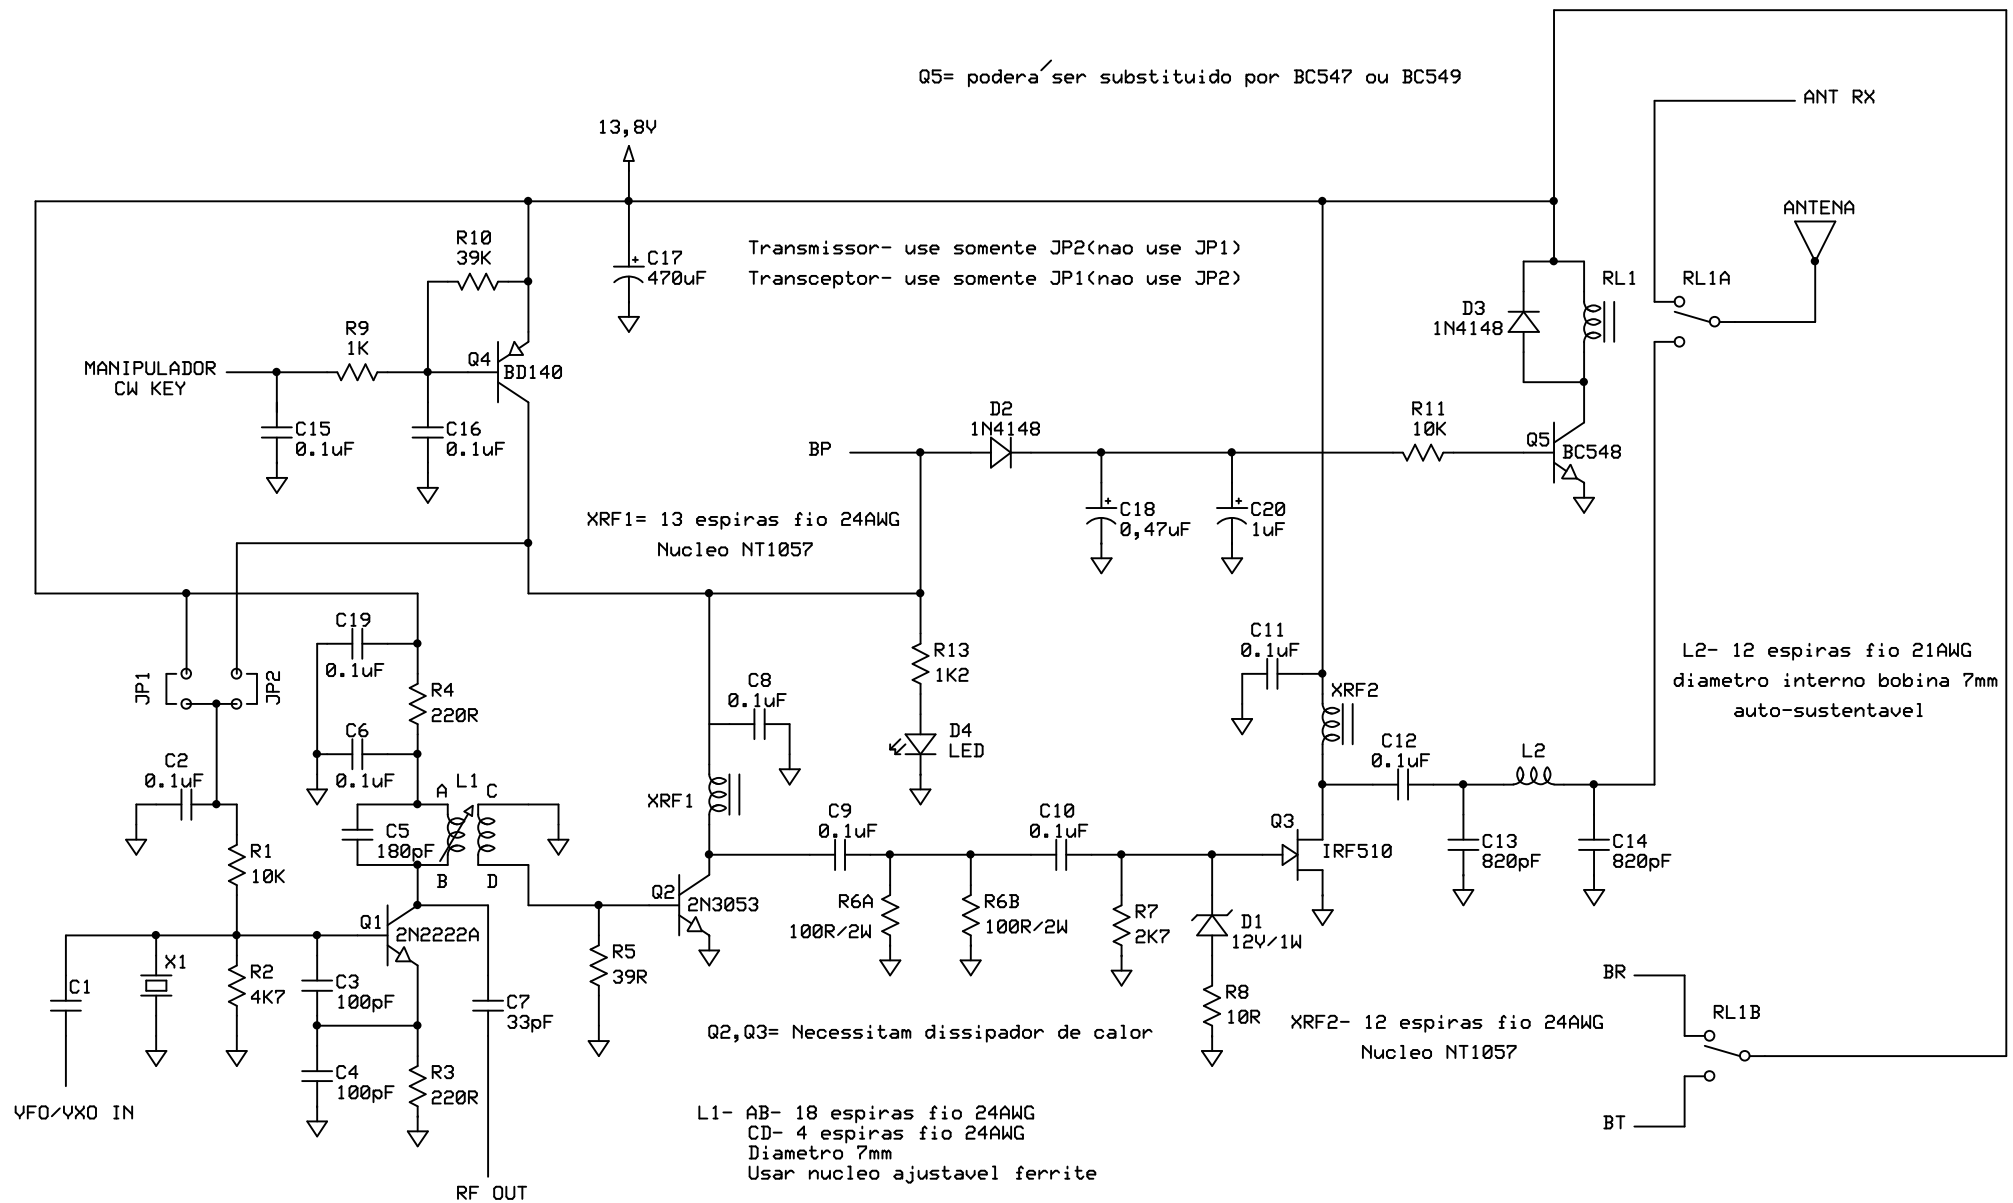 Q5= podera´ser substituido por BC547 ou BC549
ANT RX
13,8V
ANTENA
R10
39K
C17
+
470uF
Transmissor- use somente JP2(nao use JP1)
Transceptor- use somente JP1(nao use JP2)
RL1
RL1A
D3
1N4148
R9
1K
MANIPULADOR
CW KEY
Q4
BD140
C15
0.1uF
C16
0.1uF
BP
D2
1N4148
R11
10K
Q5
BC548
XRF1= 13 espiras fio 24AWG
Nucleo NT1057
+
C18
0,47uF
+
C20
1uF
C19
0.1uF
JP1
JP2
R4
220R
C6
0.1uF
C2
0.1uF
L1
A
C
C5
180pF
B
D
C8
0.1uF
R13
1K2
D4
LED
XRF1
C11
0.1uF
XRF2
L2- 12 espiras fio 21AWG
diametro interno bobina 7mm
auto-sustentavel
C12
0.1uF
L2
C9
0.1uF
C10
0.1uF
Q3
IRF510
C13
820pF
C14
820pF
R1
10K
Q1
2N2222A
Q2
2N3053
R6A
100R/2W
R6B
100R/2W
R7
2K7
D1
12V/1W
X1
C1
R2
4K7
C3
100pF
R5
39R
C7
33pF
R8
10R
BR
RL1B
Q2,Q3= Necessitam dissipador de calor
XRF2- 12 espiras fio 24AWG
Nucleo NT1057
C4
100pF
R3
220R
VFO/VXO IN
L1- AB- 18 espiras fio 24AWG
CD- 4 espiras fio 24AWG
Diametro 7mm
Usar nucleo ajustavel ferrite
BT
RF OUT